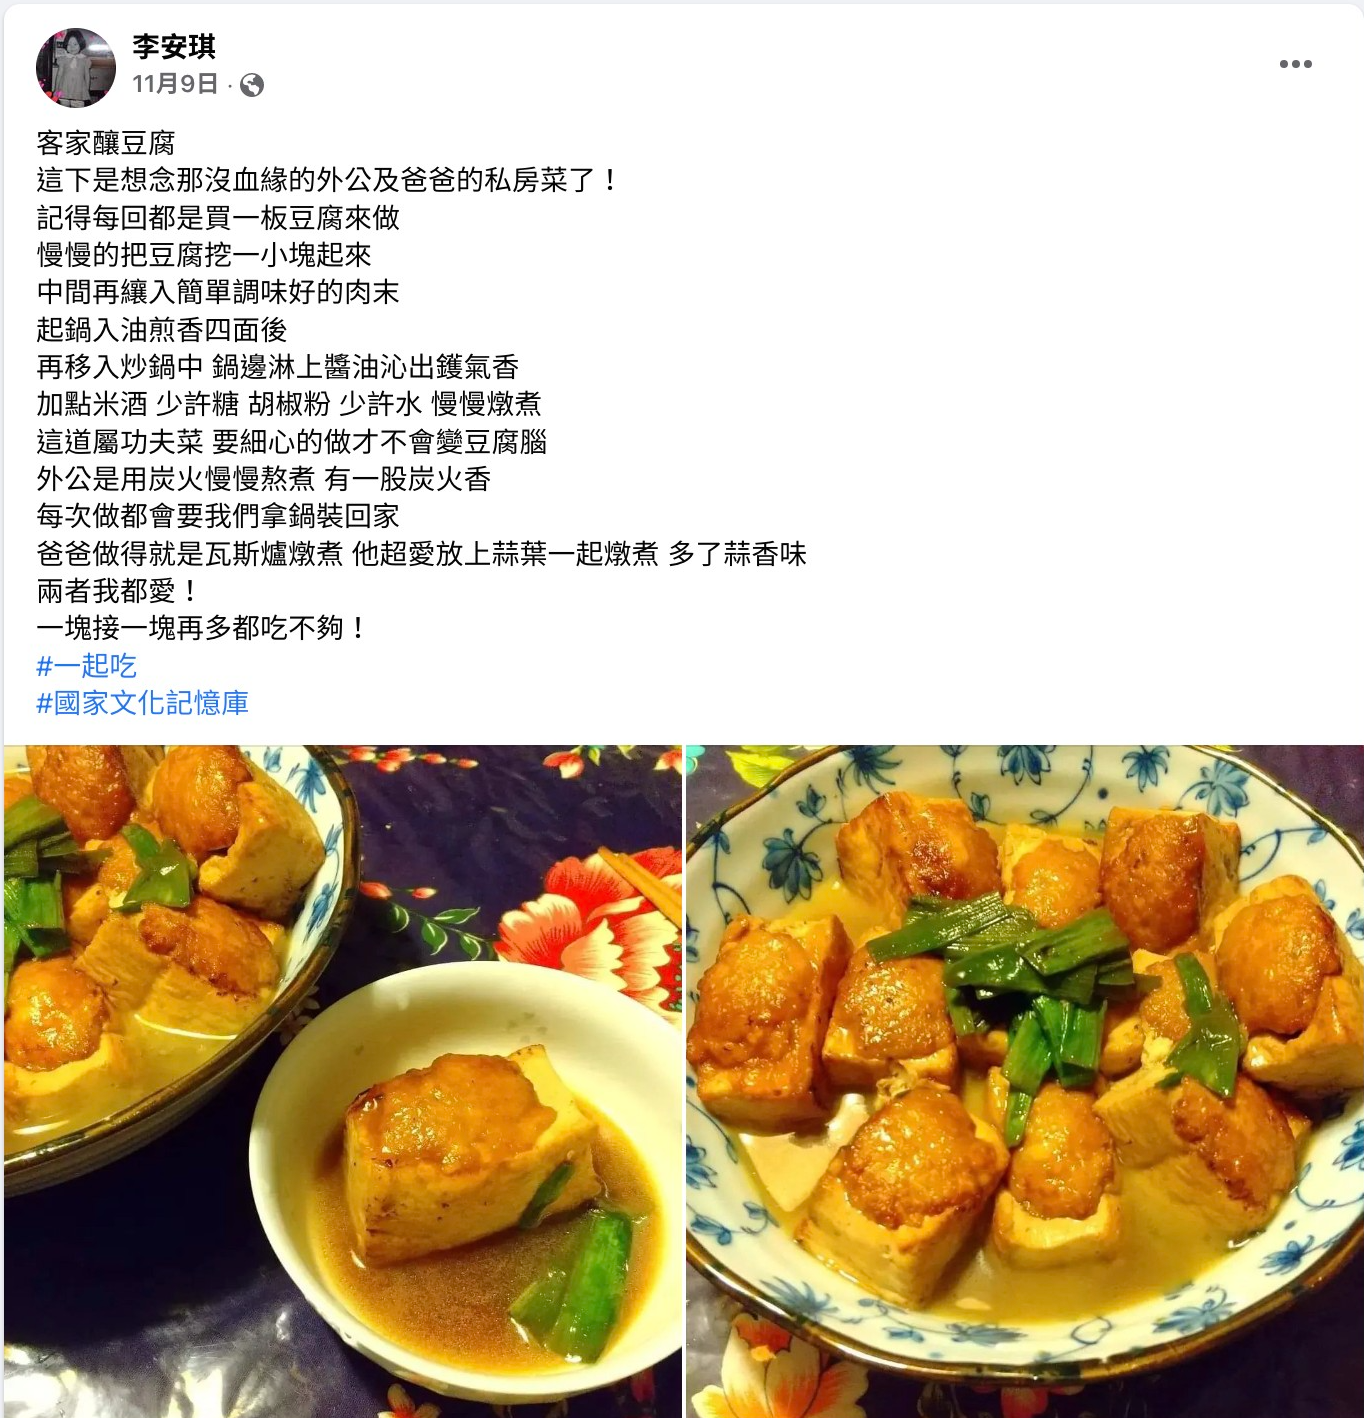 李安琪
11月9日 ·
客家釀豆腐
這下是想念那沒血緣的外公及爸爸的私房菜了！
記得每回都是買一板豆腐來做
慢慢的把豆腐挖一小塊起來
中間再纕入簡單調味好的肉末
起鍋入油煎香四面後
再移入炒鍋中 鍋邊淋上醬油沁出鑊氣香
加點米酒 少許糖 胡椒粉 少許水 慢慢燉煮
這道屬功夫菜 要細心的做才不會變豆腐腦
外公是用炭火慢慢熬煮 有一股炭火香
每次做都會要我們拿鍋裝回家
爸爸做得就是瓦斯爐燉煮 他超愛放上蒜葉一起燉煮 多了蒜香味
兩者我都愛！
一塊接一塊再多都吃不夠！
#一起吃
#國家文化記憶庫